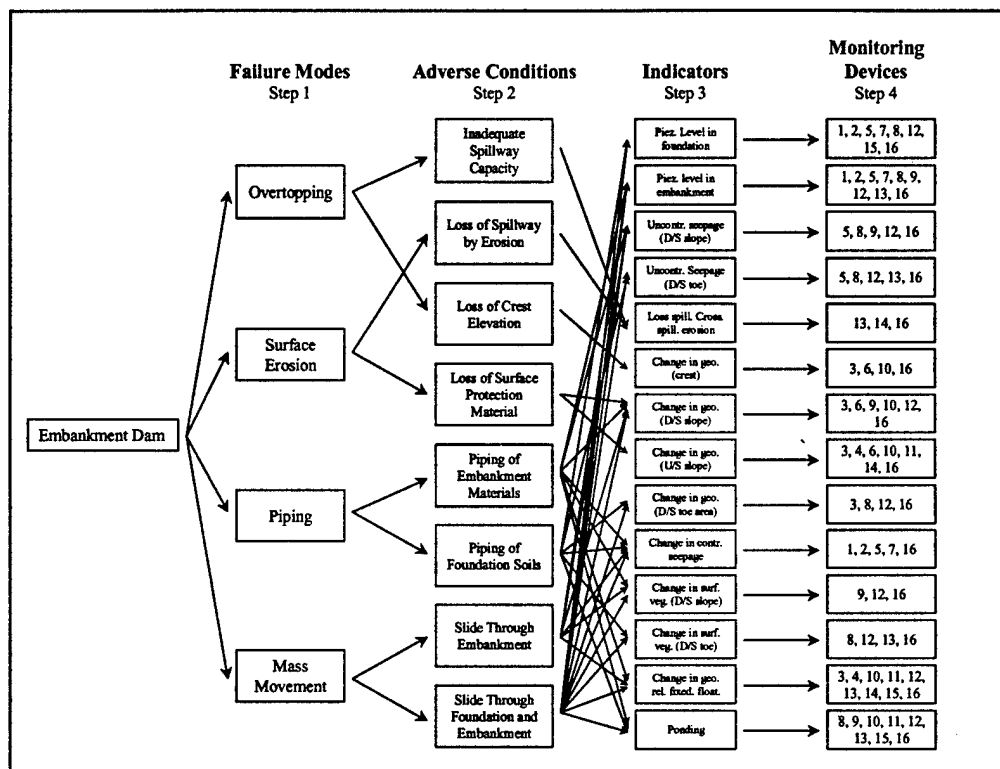 Failure Modes
Step 1
Adverse Conditions
Step 2
Indicators
Step 3
Monitoring
Devices
Step 4
Embankment Dam
Overtopping
Surface
Erosion
Piping
Mass
Movement
Inadequate
Spillway
Capacity
Loss of Spillway
by Erosion
Loss of Crest
Elevation
Loss of Surface
Protection
Material
Piping of
Embankment
Materials
Piping of
Foundation Soils
Slide Through
Embankment
Slide Through
Foundation and
Embankment
Piez. Level in
foundation
Piez. level in
embankment
Uncontr. seepage
(D/S slope)
Uncontr. Seepage
(D/S toe)
Loss spill. Cross.
spill. erosion
Change in geo.
(crest)
Change in geo.
(D/S slope)
Change in geo.
(U/S slope)
Change in geo.
(D/S toe area)
Change in contr.
seepage
Change in surf.
veg. (D/S slope)
Change in surf.
veg. (D/S toe)
Change in geo.
rel. fixed. float.
Ponding
1, 2, 5, 7, 8, 12,
15, 16
1, 2, 5, 7, 8, 9,
12, 13, 16
5, 8, 9, 12, 16
5, 8, 12, 13, 16
13, 14, 16
3, 6, 10, 16
3, 6, 9, 10, 12,
16
3, 4, 6, 10, 11,
14, 16
3, 8, 12, 16
1, 2, 5, 7, 16
9, 12, 16
8, 12, 13, 16
3, 4, 10, 11, 12,
13, 14, 15, 16
8, 9, 10, 11, 12,
13, 15, 16